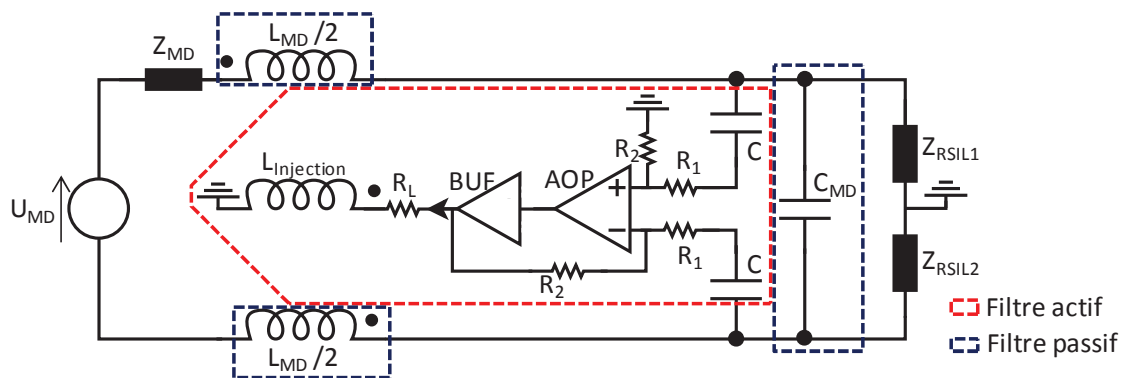 L_MD /2
Z_MD
R_2
R_1
C
Z_RSIL1
L_Injection
R_L
BUF
AOP
+
−
C_MD
U_MD
R_1
C
R_2
Z_RSIL2
L_MD /2
Filtre actif
Filtre passif